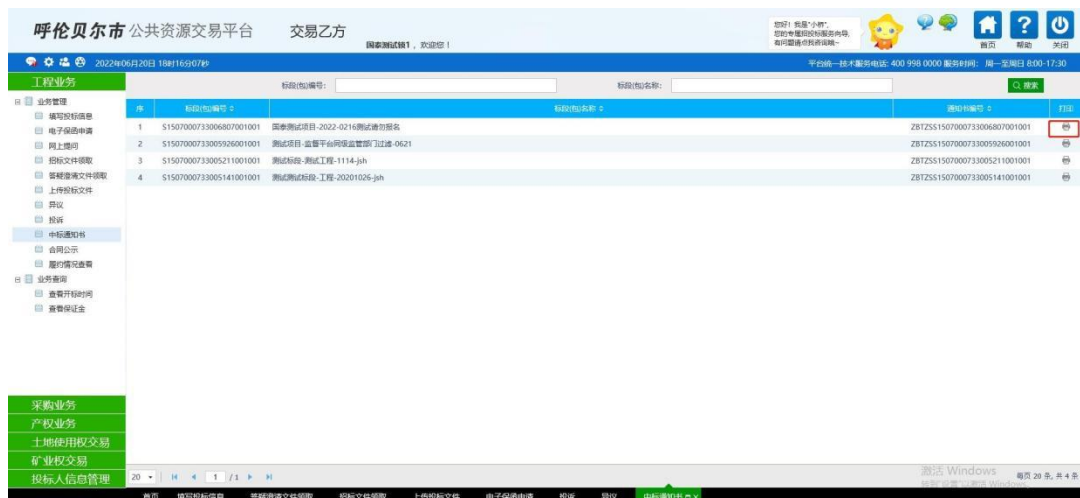 呼伦贝尔市 公共资源交易平台 交易乙方
国泰测试锁1，欢迎您！
您好！我是"小桥"，
您的专属招投标服务向导，
有问题请点我咨询哦~
首页 帮助 关闭
2022年06月20日 18时16分07秒 平台统一技术服务电话: 400 998 0000 服务时间: 周一至周日 8:00-17:30
工程业务
标段(包)编号: 标段(包)名称: 搜索
业务管理
填写投标信息
电子保函申请
网上提问
招标文件领取
答疑澄清文件领取
上传投标文件
异议
投诉
中标通知书
合同公示
履约情况查看
业务查询
查看开标时间
查看保证金
序 标段(包)编号 标段(包)名称 通知书编号 打印
1 S1507000733006807001001 国泰测试项目-2022-0216测试请勿报名 ZBTZSS1507000733006807001001
2 S1507000733005926001001 测试项目-监督平台同级监管部门过滤-0621 ZBTZSS1507000733005926001001
3 S1507000733005211001001 测试标段-测试工程-1114-jsh ZBTZSS1507000733005211001001
4 S1507000733005141001001 测试测试标段-工程-20201026-jsh ZBTZSS1507000733005141001001
采购业务
产权业务
土地使用权交易
矿业权交易
投标人信息管理
20 1 /1
激活 Windows
每页 20 条, 共 4 条
转到"设置"以激活 Windows。
首页 填写投标信息 答疑澄清文件领取 招标文件领取 上传投标文件 电子保函申请 投诉 异议 中标通知书